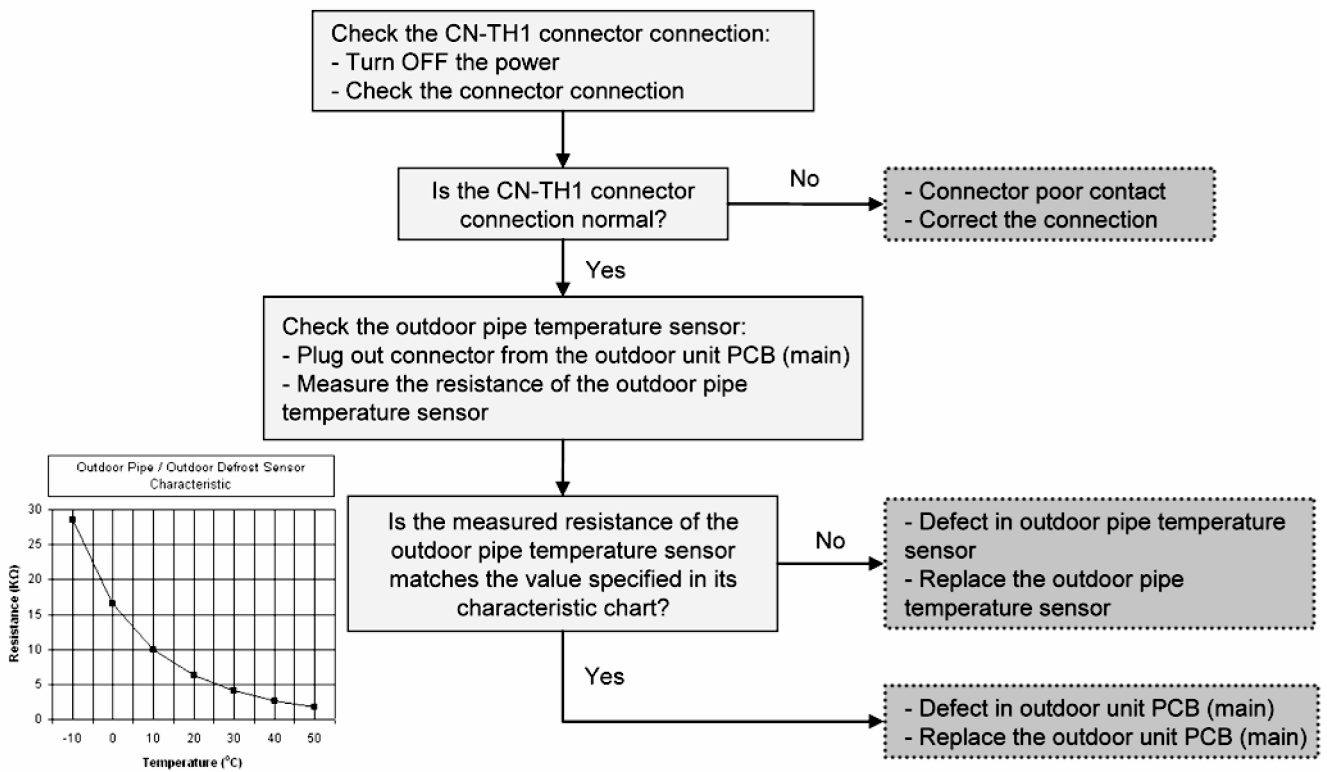 Check the CN-TH1 connector connection:
- Turn OFF the power
- Check the connector connection
Is the CN-TH1 connector
connection normal?
No
- Connector poor contact
- Correct the connection
Yes
Check the outdoor pipe temperature sensor:
- Plug out connector from the outdoor unit PCB (main)
- Measure the resistance of the outdoor pipe
temperature sensor
Outdoor Pipe / Outdoor Defrost Sensor
Characteristic
Resistance (KΩ)
30
25
20
15
10
5
0
-10 0 10 20 30 40 50
Temperature (°C)
Is the measured resistance of the
outdoor pipe temperature sensor
matches the value specified in its
characteristic chart?
No
- Defect in outdoor pipe temperature
sensor
- Replace the outdoor pipe
temperature sensor
Yes
- Defect in outdoor unit PCB (main)
- Replace the outdoor unit PCB (main)